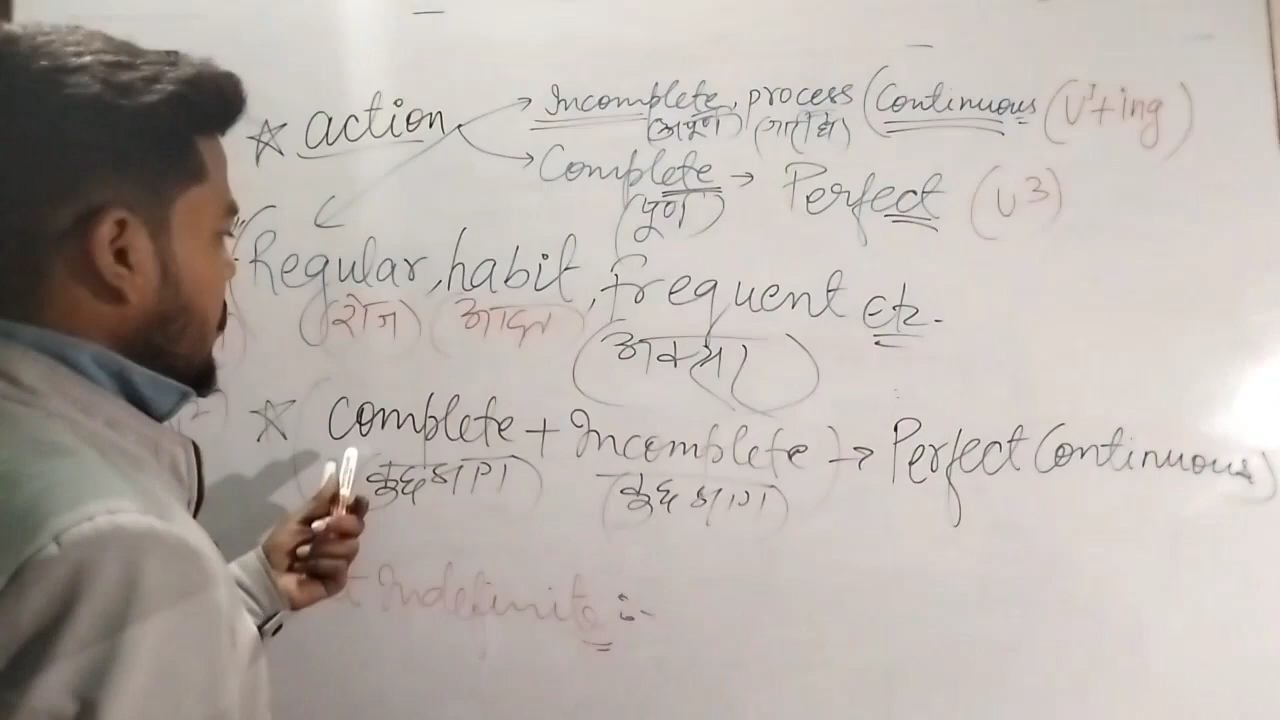 ☆ action → Incomplete, process (Continuous (V¹+ing)
(अपूर्ण) (जारी है)
→ Complete → Perfect (V3)
(पूर्ण)
Regular, habit, frequent etc.
(रोज) (आदत)
(अक्सर)
☆ Complete + Incomplete) → Perfect Continuous)
कुछ भाग) (कुछ भाग)
Indefinite :-